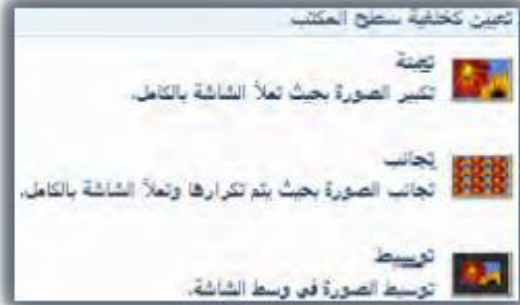 تعيين كخلفية سطح المكتب
تعبئة
تكبير الصورة بحيث تملأ الشاشة بالكامل.
تجانب
تجانب الصورة بحيث يتم تكرارها وتملأ الشاشة بالكامل.
توسيط
توسيط الصورة في وسط الشاشة.